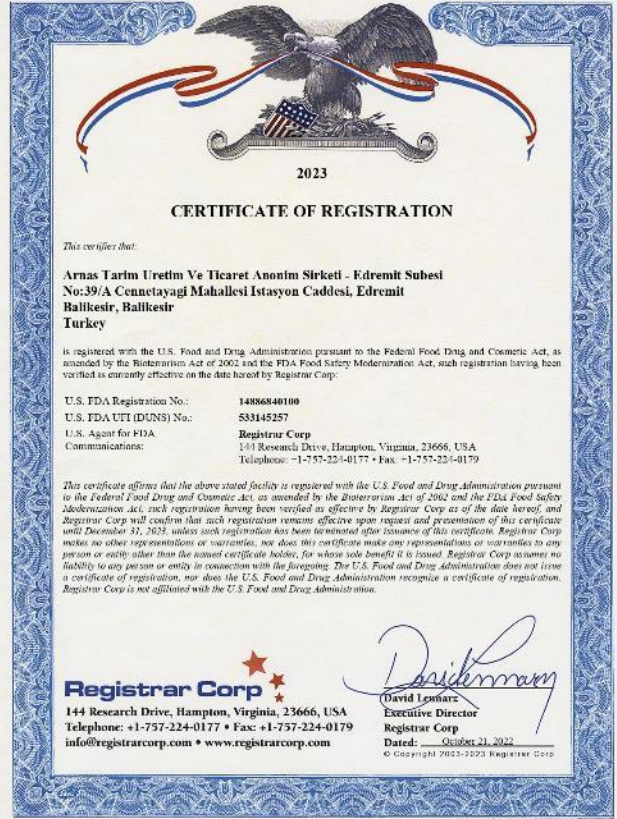 2023
CERTIFICATE OF REGISTRATION
This certifies that:
Arnas Tarim Uretim Ve Ticaret Anonim Sirketi - Edremit Subesi
No:39/A Cennetayagi Mahallesi Istasyon Caddesi, Edremit
Balikesir, Balikesir
Turkey
is registered with the U.S. Food and Drug Administration pursuant to the Federal Food Drug and Cosmetic Act, as
amended by the Bioterrorism Act of 2002 and the FDA Food Safety Modernization Act, such registration having been
verified as currently effective on the date hereof by Registrar Corp:
U.S. FDA Registration No.: 14886840100
U.S. FDA UFI (DUNS) No.: 533145257
U.S. Agent for FDA Registrar Corp
Communications: 144 Research Drive, Hampton, Virginia, 23666, USA
Telephone: +1-757-224-0177 • Fax: +1-757-224-0179
This certificate affirms that the above stated facility is registered with the U.S. Food and Drug Administration pursuant
to the Federal Food Drug and Cosmetic Act, as amended by the Bioterrorism Act of 2002 and the FDA Food Safety
Modernization Act, such registration having been verified as effective by Registrar Corp as of the date hereof, and
Registrar Corp will confirm that such registration remains effective upon request and presentation of this certificate
until December 31, 2023, unless such registration has been terminated after issuance of this certificate. Registrar Corp
makes no other representations or warranties, nor does this certificate make any representations or warranties to any
person or entity other than the named certificate holder, for whose sole benefit it is issued. Registrar Corp assumes no
liability to any person or entity in connection with the foregoing. The U.S. Food and Drug Administration does not issue
a certificate of registration, nor does the U.S. Food and Drug Administration recognize a certificate of registration.
Registrar Corp is not affiliated with the U.S. Food and Drug Administration.
Registrar Corp
144 Research Drive, Hampton, Virginia, 23666, USA
Telephone: +1-757-224-0177 • Fax: +1-757-224-0179
info@registrarcorp.com • www.registrarcorp.com
David Lennarz
David Lennarz
Executive Director
Registrar Corp
Dated: October 21, 2022
© Copyright 2003-2023 Registrar Corp